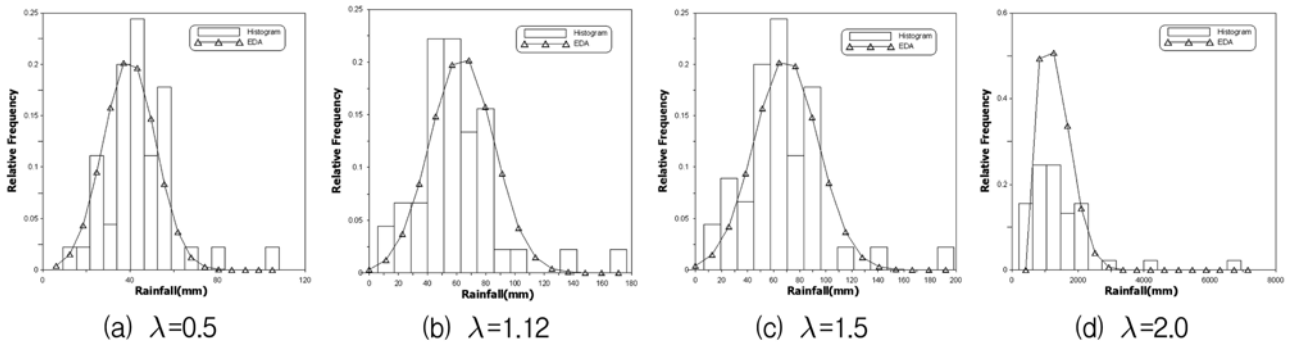 0.25
0.2
0.15
0.1
0.05
0
Relative Frequency
Histogram
EDA
0
40
80
120
Rainfall(mm)
(a) λ=0.5
0.25
0.2
0.15
0.1
0.05
0
Relative Frequency
Histogram
EDA
0
20
40
60
80
100
120
140
160
180
Rainfall(mm)
(b) λ=1.12
0.25
0.2
0.15
0.1
0.05
0
Relative Frequency
Histogram
EDA
0
20
40
60
80
100
120
140
160
180
200
Rainfall(mm)
(c) λ=1.5
0.6
0.4
0.2
0
Relative Frequency
Histogram
EDA
0
2000
4000
6000
8000
Rainfall(mm)
(d) λ=2.0